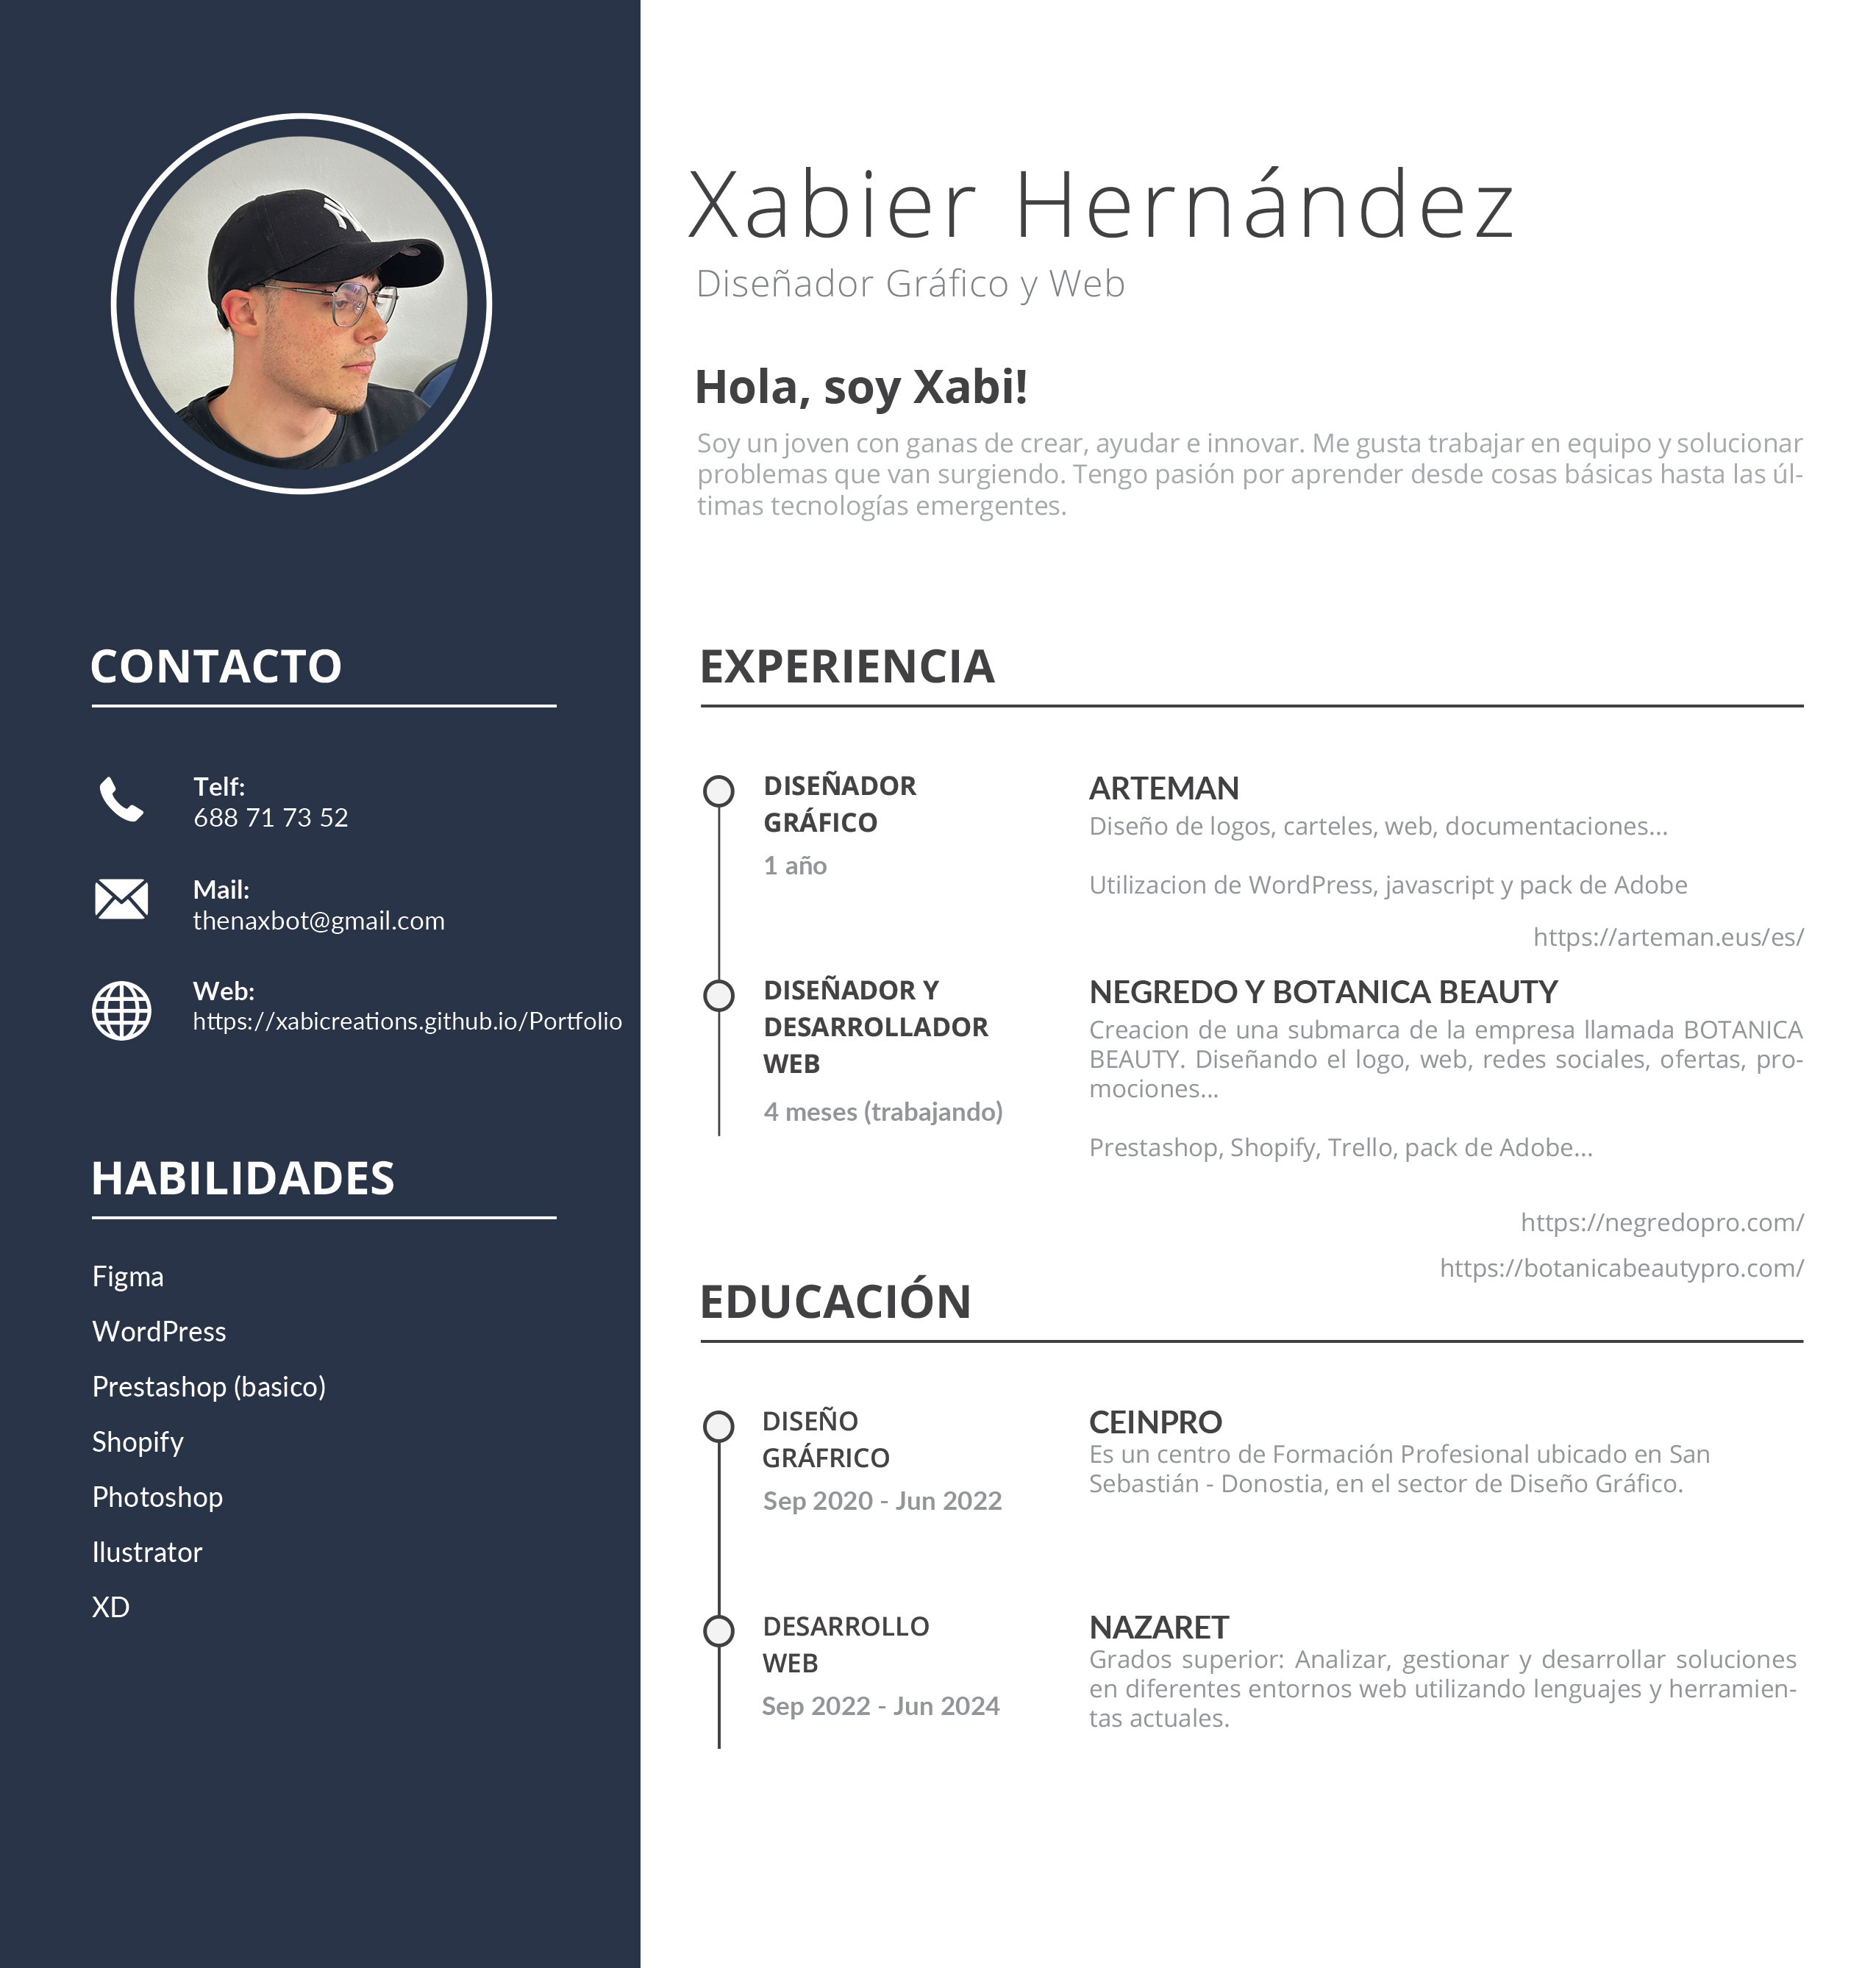 Xabier Hernández
Diseñador Gráfico y Web
Hola, soy Xabi!
Soy un joven con ganas de crear, ayudar e innovar. Me gusta trabajar en equipo y solucionar
problemas que van surgiendo. Tengo pasión por aprender desde cosas básicas hasta las úl-
timas tecnologías emergentes.
CONTACTO
Telf:
688 71 73 52
Mail:
thenaxbot@gmail.com
Web:
https://xabicreations.github.io/Portfolio
HABILIDADES
Figma
WordPress
Prestashop (basico)
Shopify
Photoshop
Ilustrator
XD
EXPERIENCIA
DISEÑADOR
GRÁFICO
1 año
ARTEMAN
Diseño de logos, carteles, web, documentaciones...
Utilizacion de WordPress, javascript y pack de Adobe
https://arteman.eus/es/
DISEÑADOR Y
DESARROLLADOR
WEB
4 meses (trabajando)
NEGREDO Y BOTANICA BEAUTY
Creacion de una submarca de la empresa llamada BOTANICA
BEAUTY. Diseñando el logo, web, redes sociales, ofertas, pro-
mociones...
Prestashop, Shopify, Trello, pack de Adobe...
https://negredopro.com/
https://botanicabeautypro.com/
EDUCACIÓN
DISEÑO
GRÁFRICO
Sep 2020 - Jun 2022
CEINPRO
Es un centro de Formación Profesional ubicado en San
Sebastián - Donostia, en el sector de Diseño Gráfico.
DESARROLLO
WEB
Sep 2022 - Jun 2024
NAZARET
Grados superior: Analizar, gestionar y desarrollar soluciones
en diferentes entornos web utilizando lenguajes y herramien-
tas actuales.